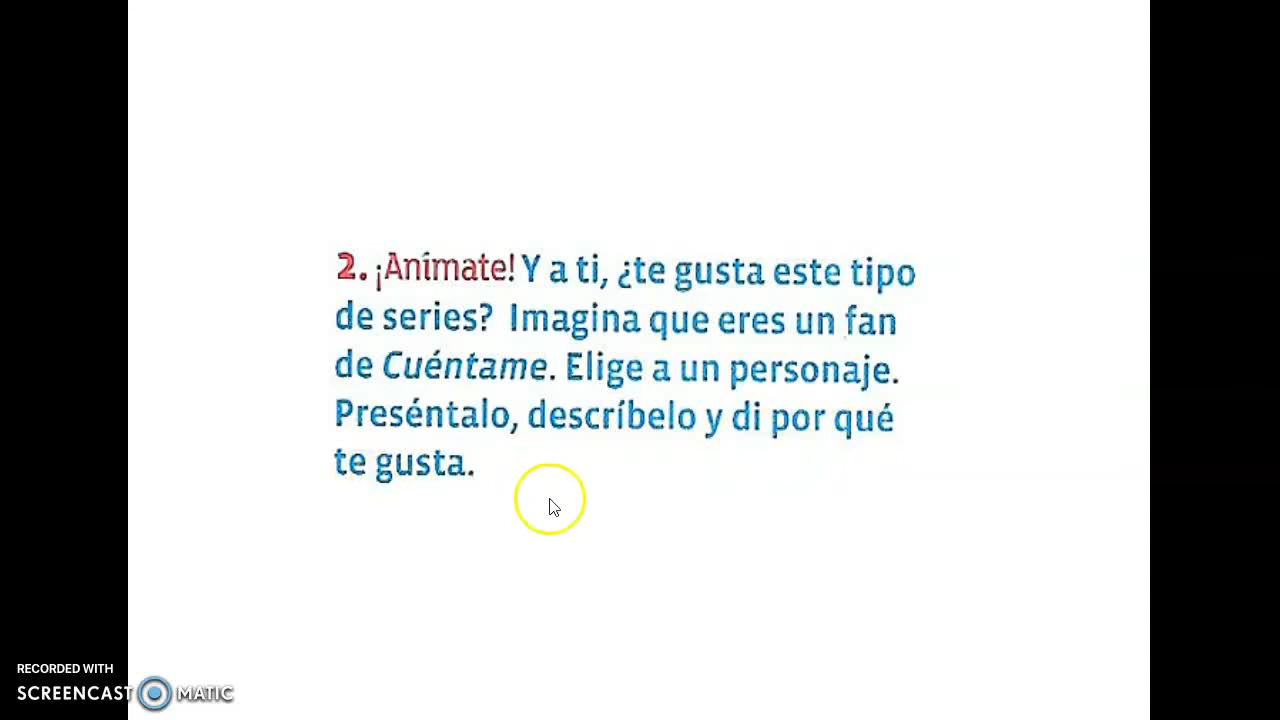 2. ¡Anímate! Y a ti, ¿te gusta este tipo
de series? Imagina que eres un fan
de Cuéntame. Elige a un personaje.
Preséntalo, descríbelo y di por qué
te gusta.
RECORDED WITH
SCREENCAST MATIC